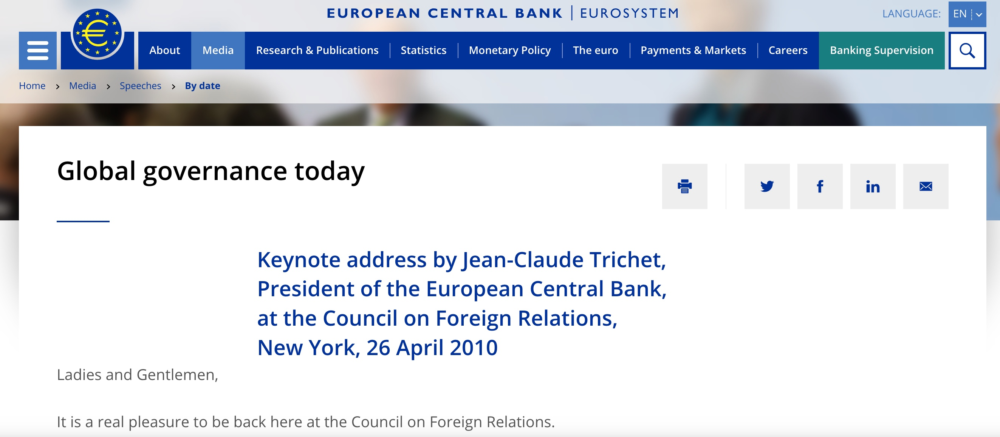 EUROPEAN CENTRAL BANK | EUROSYSTEM
LANGUAGE: EN
€
About Media Research & Publications Statistics Monetary Policy The euro Payments & Markets Careers Banking Supervision
Home > Media > Speeches > By date
Global governance today
Keynote address by Jean-Claude Trichet,
President of the European Central Bank,
at the Council on Foreign Relations,
New York, 26 April 2010
Ladies and Gentlemen,
It is a real pleasure to be back here at the Council on Foreign Relations.